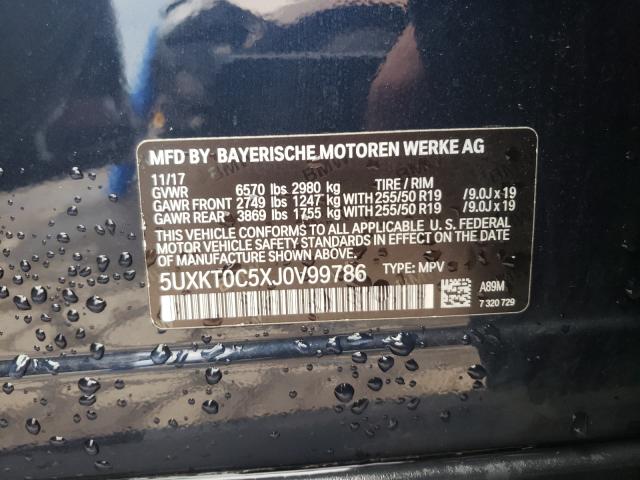 MFD BY BAYERISCHE MOTOREN WERKE AG
11/17
GVWR 6570 lbs 2980 kg TIRE / RIM
GAWR FRONT 2749 lbs 1247 kg WITH 255/50 R19 /9.0J x 19
GAWR REAR 3869 lbs 1755 kg WITH 255/50 R19 /9.0J x 19
THIS VEHICLE CONFORMS TO ALL APPLICABLE U. S. FEDERAL
MOTOR VEHICLE SAFETY STANDARDS IN EFFECT ON THE DATE
OF MANUFACTURE SHOWN ABOVE.
5UXKT0C5XJ0V99786 TYPE: MPV
A89M
7 320 729